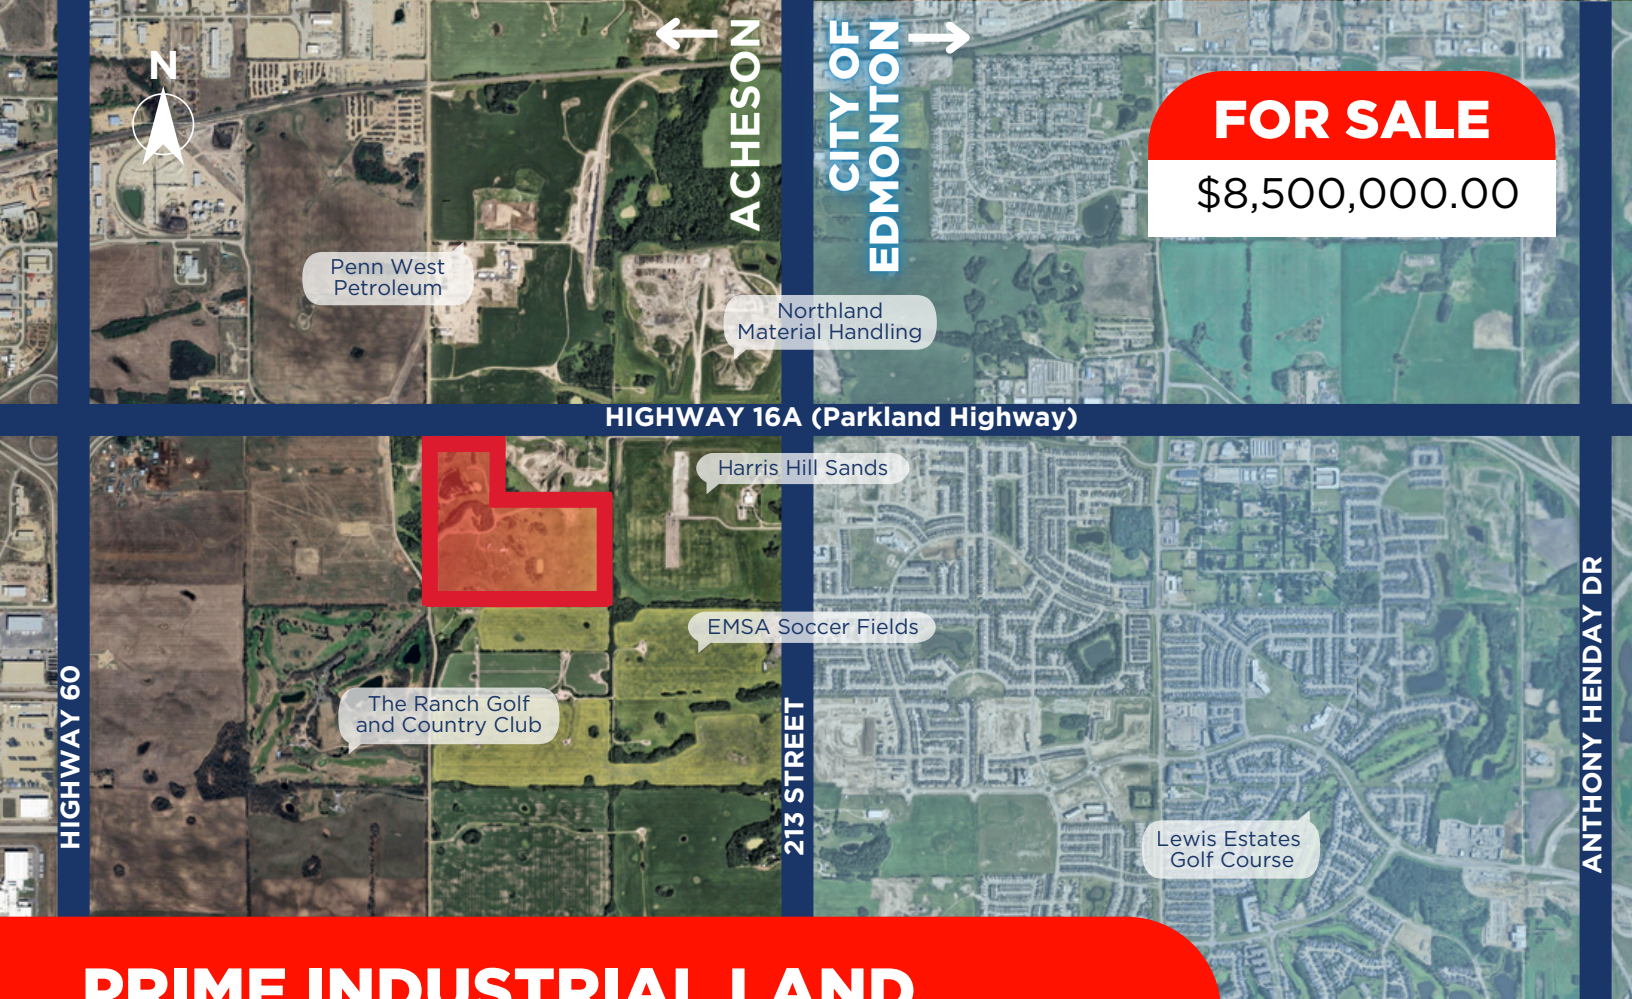 N
ACHESON
CITY OF
EDMONTON
FOR SALE
$8,500,000.00
Penn West
Petroleum
Northland
Material Handling
HIGHWAY 16A (Parkland Highway)
Harris Hill Sands
EMSA Soccer Fields
The Ranch Golf
and Country Club
HIGHWAY 60
213 STREET
ANTHONY HENDAY DR
Lewis Estates
Golf Course
PRIME INDUSTRIAL LAND